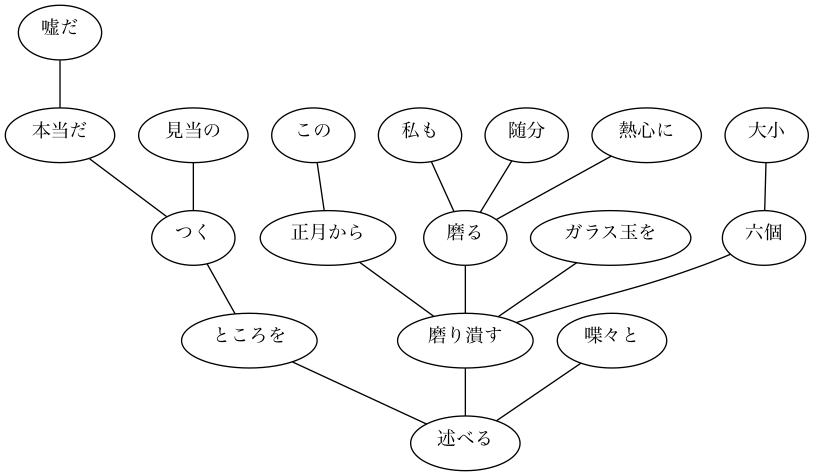 嘘だ
本当だ 見当の この 私も 随分 熱心に 大小
つく 正月から 磨る ガラス玉を 六個
ところを 磨り潰す 喋々と
述べる